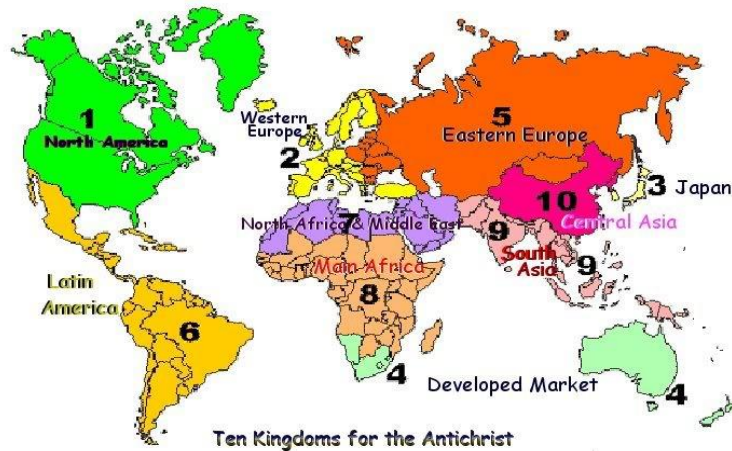 1
North America
Western
Europe
2
5
Eastern Europe
3
Japan
10
Central Asia
7
North Africa & Middle East
9
South
Asia
9
Main Africa
8
Latin
America
6
4
Developed Market
4
Ten Kingdoms for the Antichrist